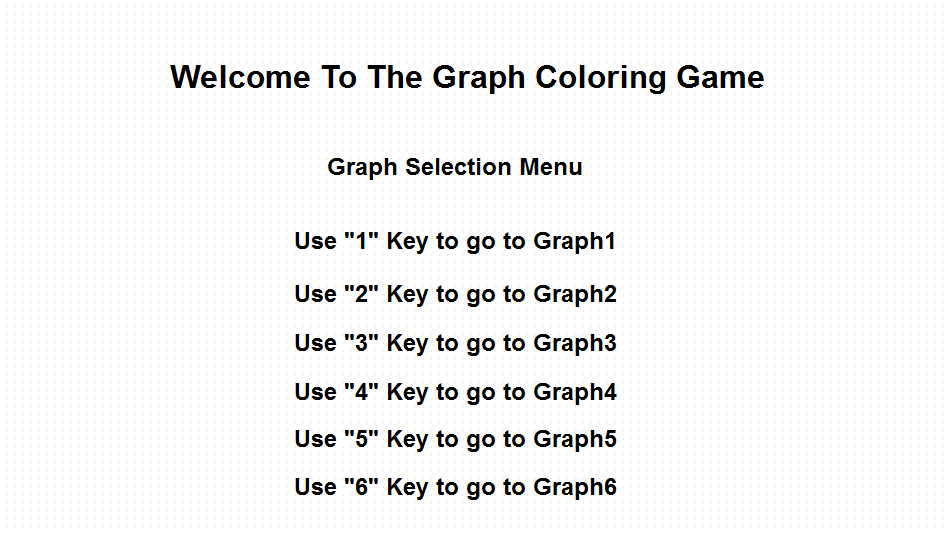 Welcome To The Graph Coloring Game
Graph Selection Menu
Use "1" Key to go to Graph1
Use "2" Key to go to Graph2
Use "3" Key to go to Graph3
Use "4" Key to go to Graph4
Use "5" Key to go to Graph5
Use "6" Key to go to Graph6